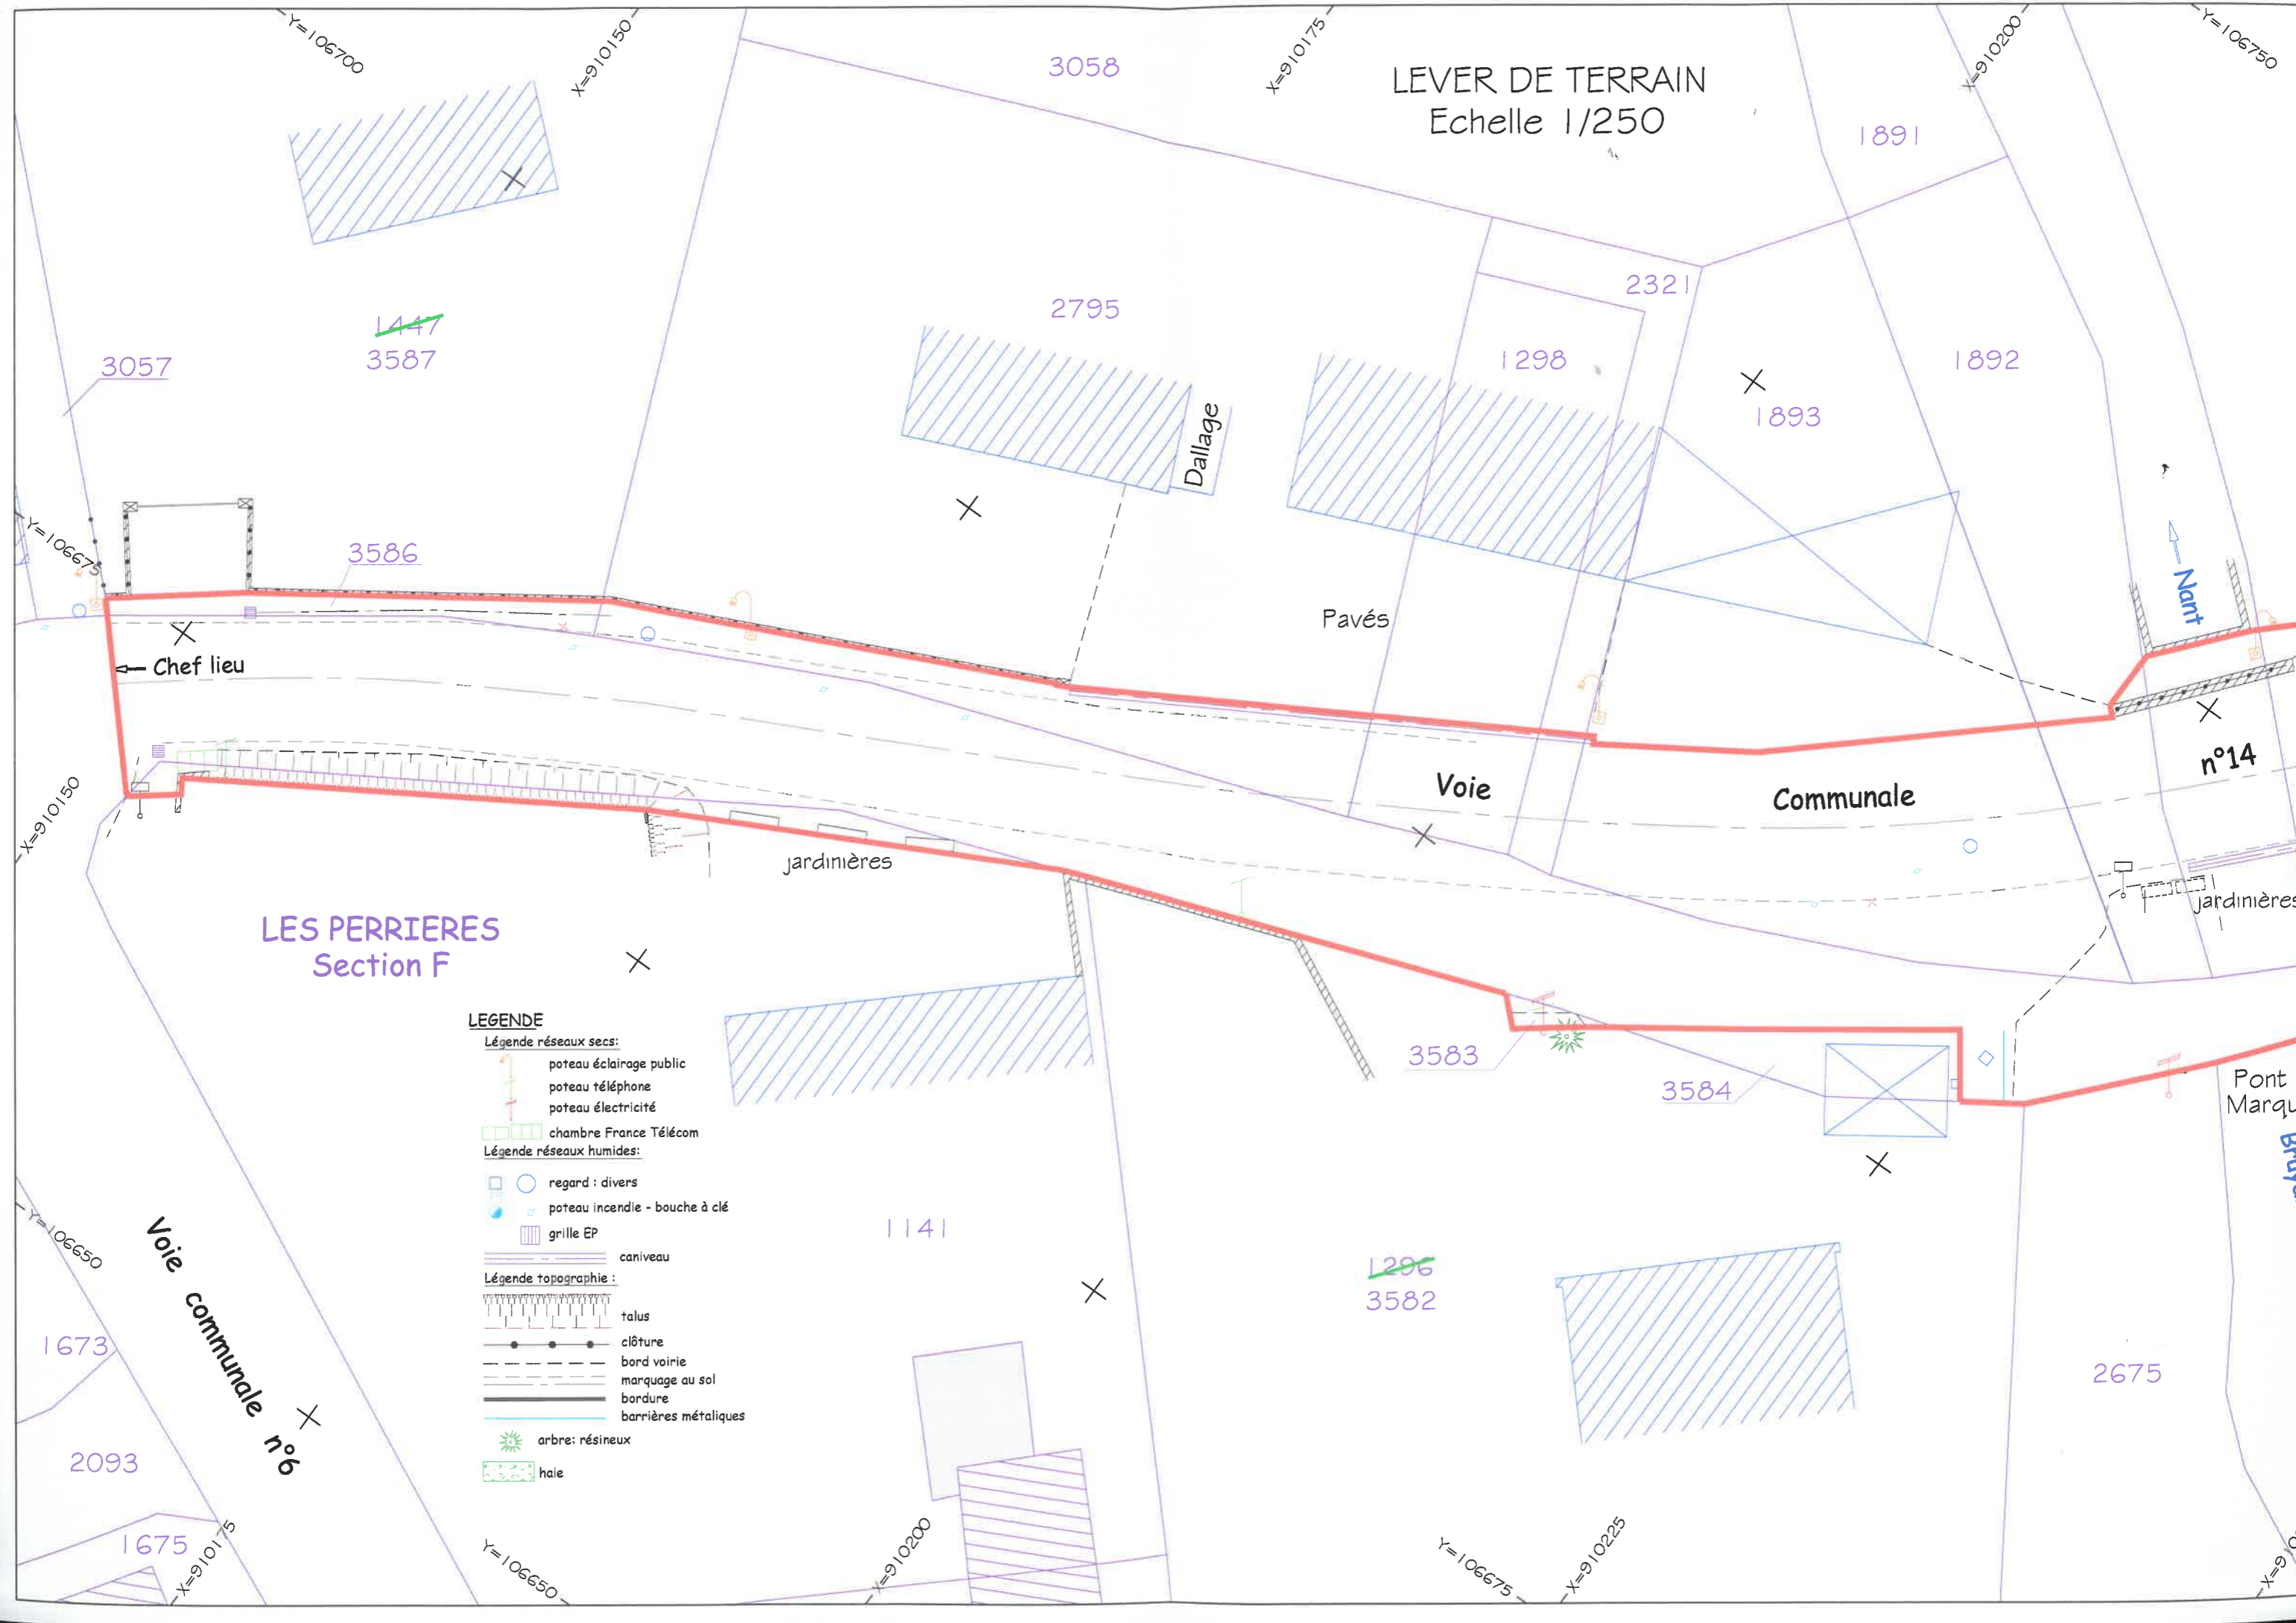 Y=106700
X=910150
X=910175
X=910200
Y=106750
3058
LEVER DE TERRAIN
Echelle 1/250
1891
2321
2795
1298
1892
1893
1447
3587
3057
Dallage
Y=106675
3586
Nant
Pavés
Chef lieu
Voie
Communale
n°14
X=910150
jardinières
jardinières
LES PERRIERES
Section F
LEGENDE
Légende réseaux secs:
poteau éclairage public
poteau téléphone
poteau électricité
chambre France Télécom
Légende réseaux humides:
regard : divers
poteau incendie - bouche à clé
grille EP
caniveau
Légende topographie :
talus
clôture
bord voirie
marquage au sol
bordure
barrières métaliques
arbre: résineux
haie
3583
3584
Pont
Marqu
Y=106650
Voie communale n°6
1141
1296
3582
1673
2675
2093
1675
X=910175
Y=106650
X=910200
Y=106675
X=910225